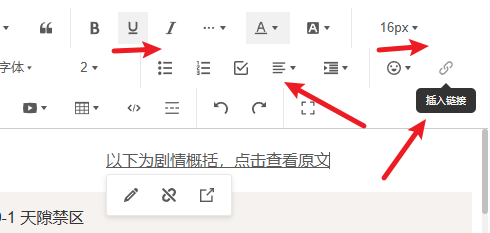 B U I ... A A 16px
字体 2
插入链接
以下为剧情概括，点击查看原文
-1 天隙禁区